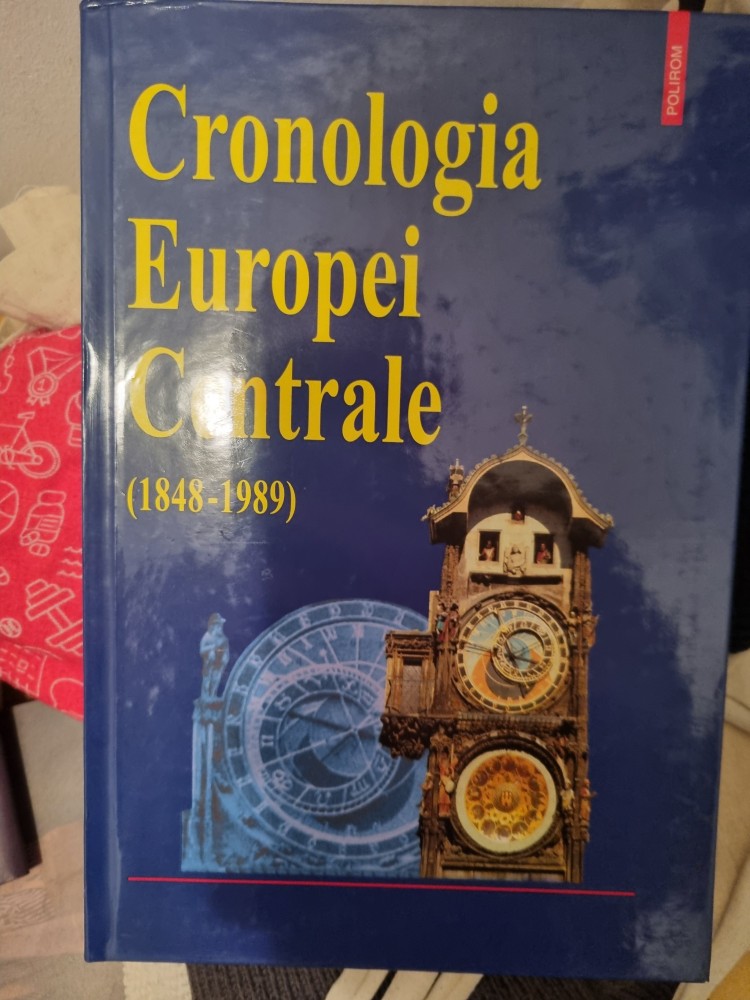 POLIROM
Cronologia
Europei
Centrale
(1848-1989)